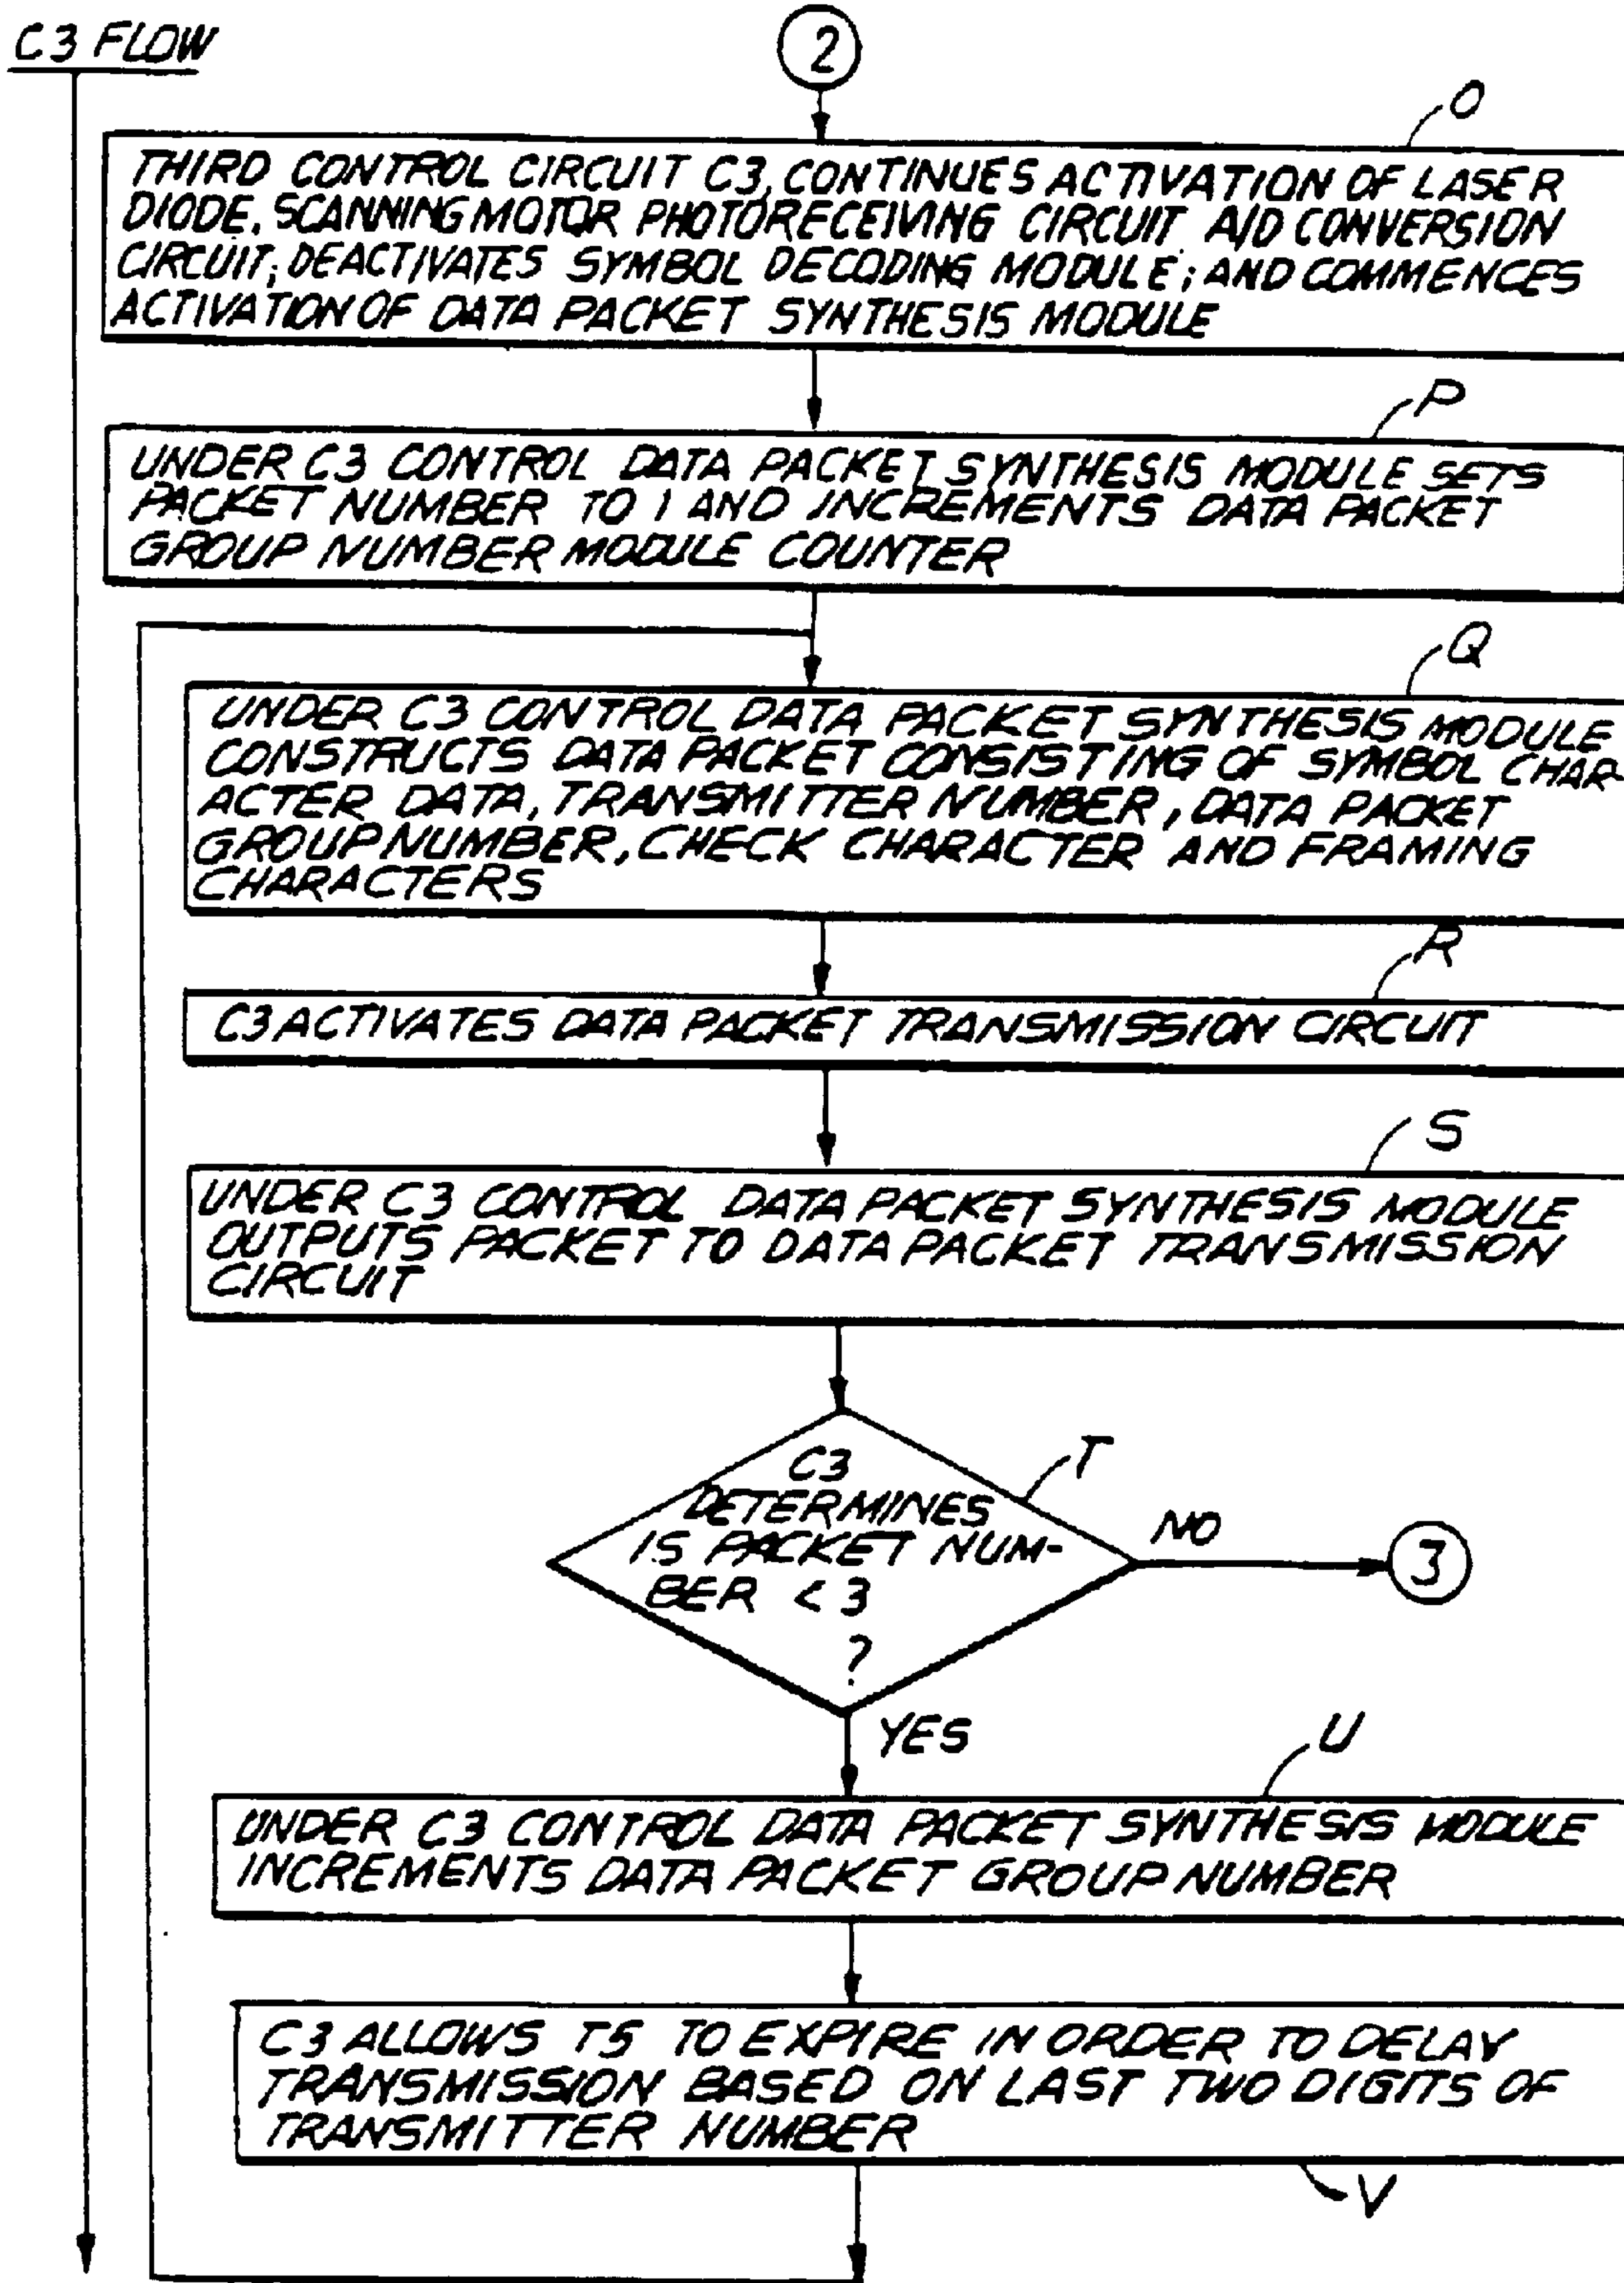 C3 FLOW
2
O
THIRD CONTROL CIRCUIT C3, CONTINUES ACTIVATION OF LASER
DIODE, SCANNING MOTOR PHOTORECEIVING CIRCUIT A/D CONVERSION
CIRCUIT; DEACTIVATES SYMBOL DECODING MODULE; AND COMMENCES
ACTIVATION OF DATA PACKET SYNTHESIS MODULE
P
UNDER C3 CONTROL DATA PACKET SYNTHESIS MODULE SETS
PACKET NUMBER TO 1 AND INCREMENTS DATA PACKET
GROUP NUMBER MODULE COUNTER
Q
UNDER C3 CONTROL DATA PACKET SYNTHESIS MODULE
CONSTRUCTS DATA PACKET CONSISTING OF SYMBOL CHAR-
ACTER DATA, TRANSMITTER NUMBER, DATA PACKET
GROUP NUMBER, CHECK CHARACTER AND FRAMING
CHARACTERS
R
C3 ACTIVATES DATA PACKET TRANSMISSION CIRCUIT
S
UNDER C3 CONTROL DATA PACKET SYNTHESIS MODULE
OUTPUTS PACKET TO DATA PACKET TRANSMISSION
CIRCUIT
T
C3
DETERMINES
IS PACKET NUM-
BER < 3
?
NO
3
YES
U
UNDER C3 CONTROL DATA PACKET SYNTHESIS MODULE
INCREMENTS DATA PACKET GROUP NUMBER
C3 ALLOWS T5 TO EXPIRE IN ORDER TO DELAY
TRANSMISSION BASED ON LAST TWO DIGITS OF
TRANSMITTER NUMBER
V